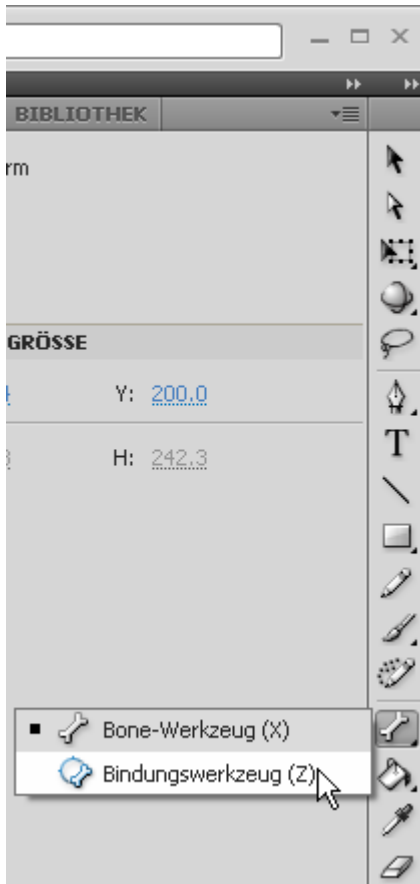 BIBLIOTHEK
rm
GRÖSSE
Y: 200.0
H: 242.3
Bone-Werkzeug (X)
Bindungswerkzeug (Z)